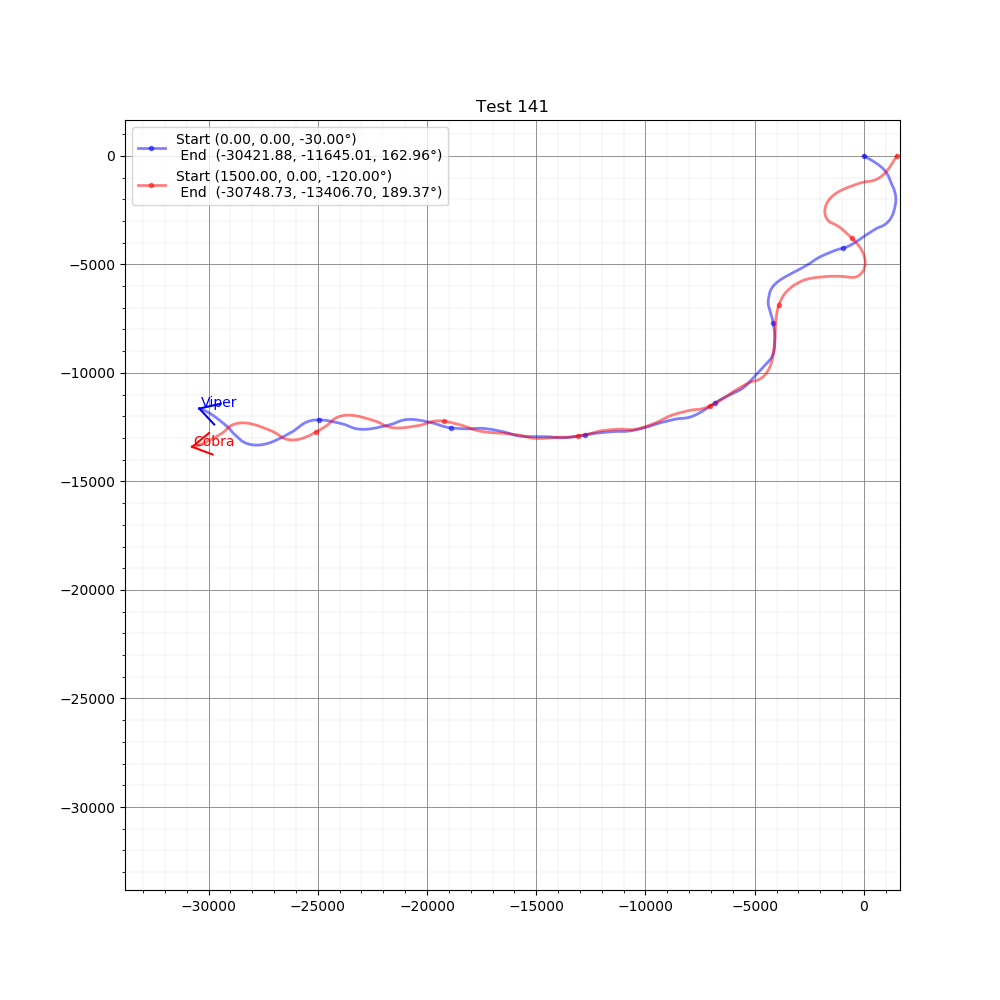 Test 141
Start (0.00, 0.00, -30.00°)
End (-30421.88, -11645.01, 162.96°)
Start (1500.00, 0.00, -120.00°)
End (-30748.73, -13406.70, 189.37°)
0
−5000
−10000
−15000
−20000
−25000
−30000
Viper
Cobra
−30000
−25000
−20000
−15000
−10000
−5000
0